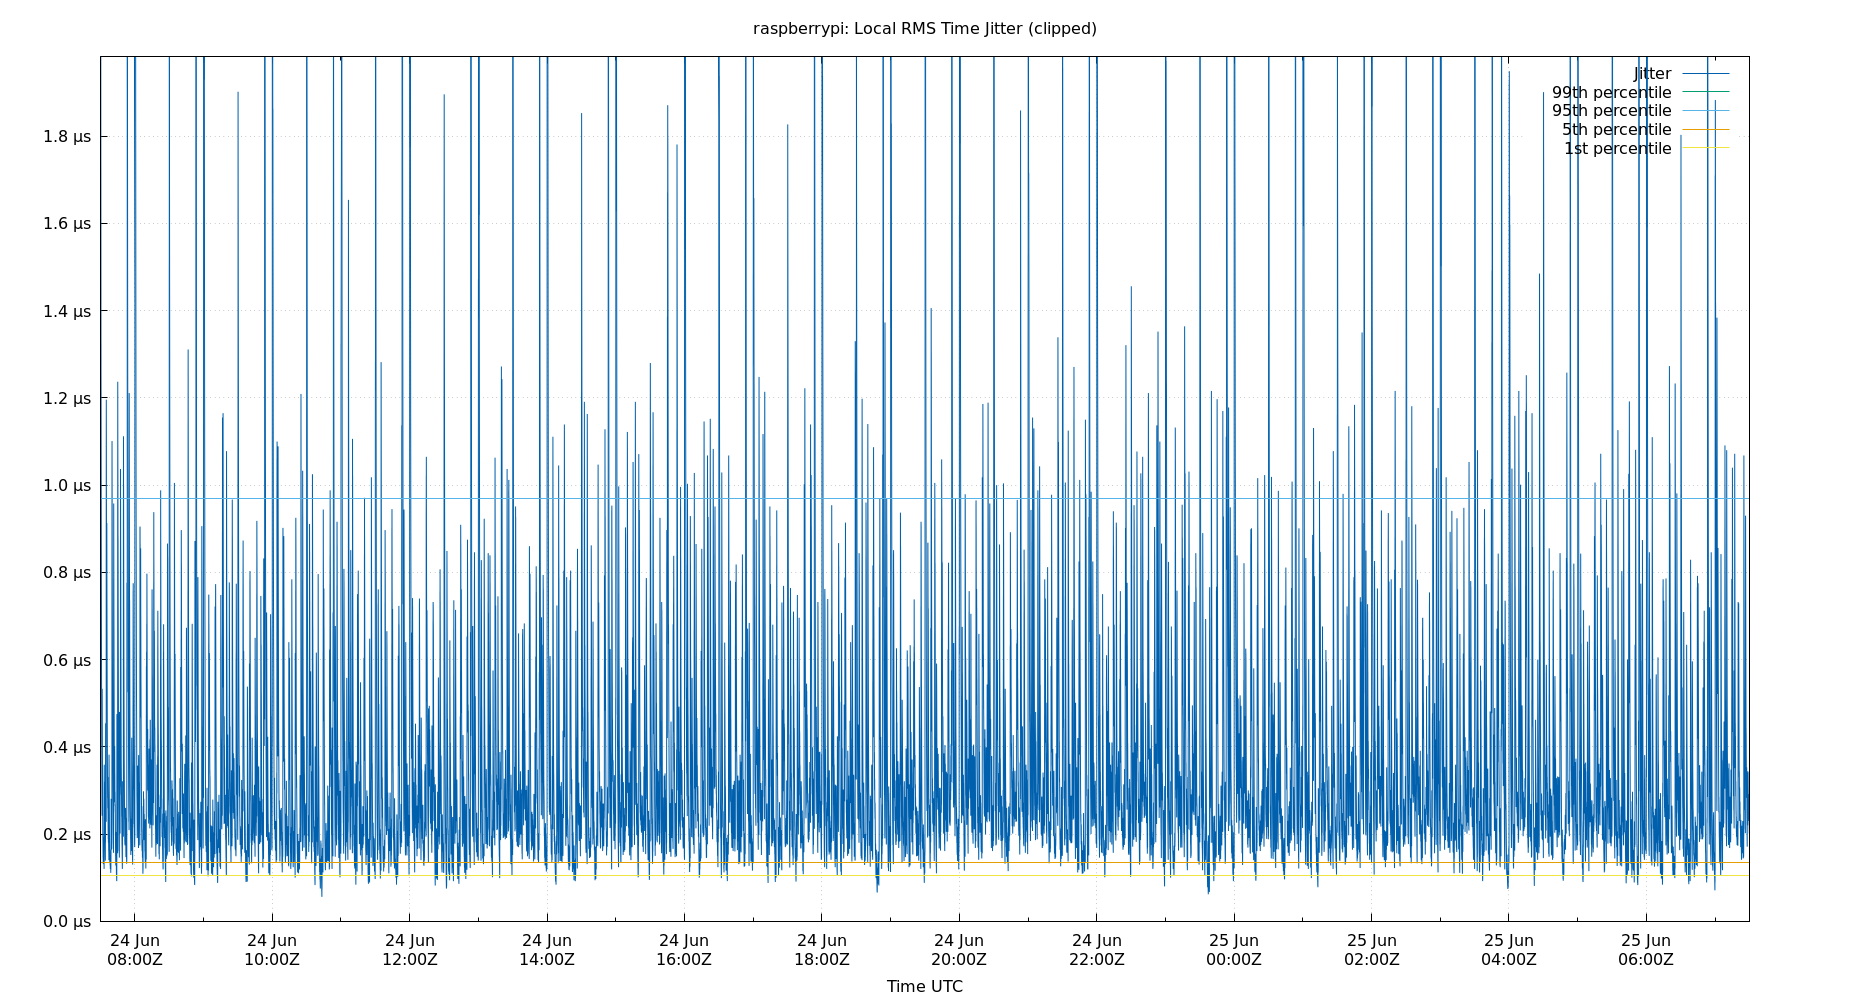 raspberrypi: Local RMS Time Jitter (clipped)
Jitter
99th percentile
95th percentile
5th percentile
1st percentile
1.8 µs
1.6 µs
1.4 µs
1.2 µs
1.0 µs
0.8 µs
0.6 µs
0.4 µs
0.2 µs
0.0 µs
24 Jun 24 Jun 24 Jun 24 Jun 24 Jun 24 Jun 24 Jun 24 Jun 25 Jun 25 Jun 25 Jun 25 Jun
08:00Z 10:00Z 12:00Z 14:00Z 16:00Z 18:00Z 20:00Z 22:00Z 00:00Z 02:00Z 04:00Z 06:00Z
Time UTC